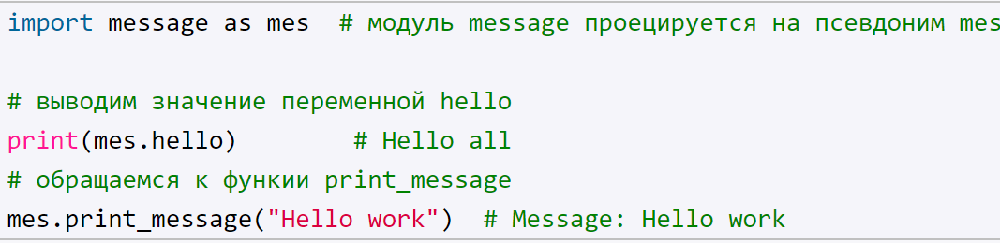 import message as mes  # модуль message проецируется на псевдоним mes
# выводим значение переменной hello
print(mes.hello)        # Hello all
# обращаемся к функии print_message
mes.print_message("Hello work")  # Message: Hello work